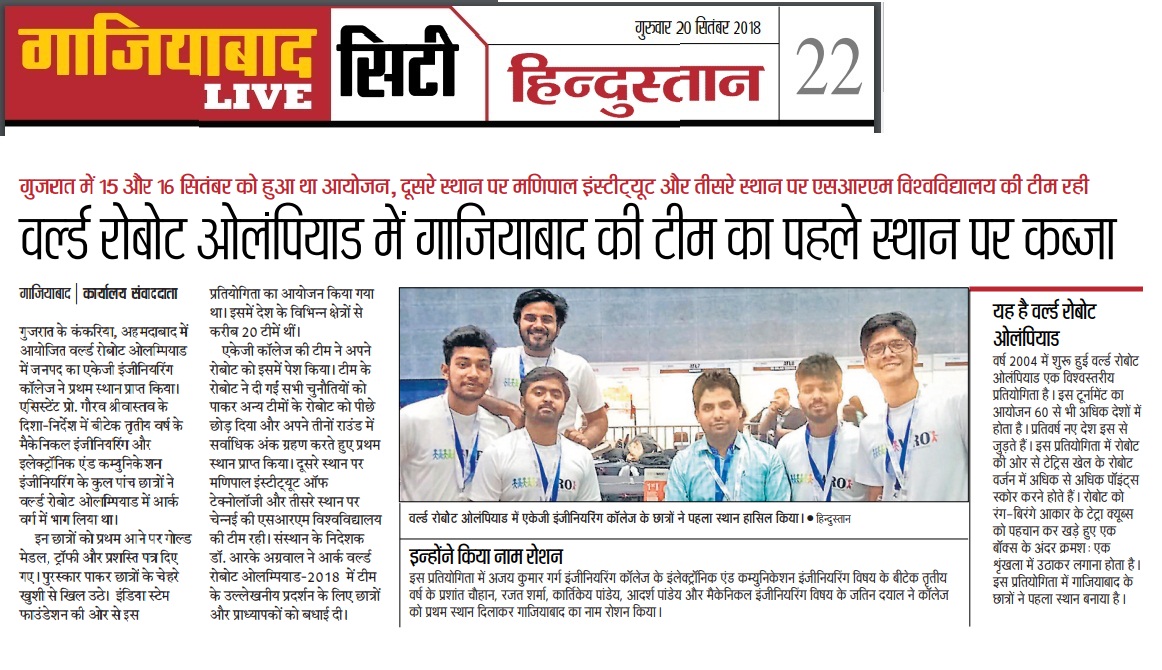 गाजियाबाद
LIVE
सिटी
गुरुवार 20 सितंबर 2018
हिन्दुस्तान
22
गुजरात में 15 और 16 सितंबर को हुआ था आयोजन, दूसरे स्थान पर मणिपाल इंस्टीट्यूट और तीसरे स्थान पर एसआरएम विश्वविद्यालय की टीम रही
वर्ल्ड रोबोट ओलंपियाड में गाजियाबाद की टीम का पहले स्थान पर कब्जा
गाजियाबाद | कार्यालय संवाददाता
गुजरात के कंकरिया, अहमदाबाद में
आयोजित वर्ल्ड रोबोट ओलम्पियाड
में जनपद का एकेजी इंजीनियरिंग
कॉलेज ने प्रथम स्थान प्राप्त किया।
एसिस्टेंट प्रो. गौरव श्रीवास्तव के
दिशा-निर्देश में बीटेक तृतीय वर्ष के
मैकेनिकल इंजीनियरिंग और
इलेक्ट्रॉनिक एंड कम्युनिकेशन
इंजीनियरिंग के कुल पांच छात्रों ने
वर्ल्ड रोबोट ओलम्पियाड में आर्क
वर्ग में भाग लिया था।
इन छात्रों को प्रथम आने पर गोल्ड
मेडल, ट्रॉफी और प्रशस्ति पत्र दिए
गए। पुरस्कार पाकर छात्रों के चेहरे
खुशी से खिल उठे। इंडिया स्टेम
फाउंडेशन की ओर से इस
प्रतियोगिता का आयोजन किया गया
था। इसमें देश के विभिन्न क्षेत्रों से
करीब 20 टीमें थीं।
एकेजी कॉलेज की टीम ने अपने
रोबोट को इसमें पेश किया। टीम के
रोबोट ने दी गई सभी चुनौतियों को
पाकर अन्य टीमों के रोबोट को पीछे
छोड़ दिया और अपने तीनों राउंड में
सर्वाधिक अंक ग्रहण करते हुए प्रथम
स्थान प्राप्त किया। दूसरे स्थान पर
मणिपाल इंस्टीट्यूट ऑफ
टेक्नोलॉजी और तीसरे स्थान पर
चेन्नई की एसआरएम विश्वविद्यालय
की टीम रही। संस्थान के निदेशक
डॉ. आरके अग्रवाल ने आर्क वर्ल्ड
रोबोट ओलम्पियाड-2018 में टीम
के उल्लेखनीय प्रदर्शन के लिए छात्रों
और प्राध्यापकों को बधाई दी।
वर्ल्ड रोबोट ओलंपियाड में एकेजी इंजीनियरिंग कॉलेज के छात्रों ने पहला स्थान हासिल किया। ● हिन्दुस्तान
इन्होंने किया नाम रोशन
इस प्रतियोगिता में अजय कुमार गर्ग इंजीनियरिंग कॉलेज के इंलेक्ट्रॉनिक एंड कम्युनिकेशन इंजीनियरिंग विषय के बीटेक तृतीय
वर्ष के प्रशांत चौहान, रजत शर्मा, कार्तिकेय पांडेय, आदर्श पांडेय और मैकेनिकल इंजीनियरिंग विषय के जतिन दयाल ने कॉलेज
को प्रथम स्थान दिलाकर गाजियाबाद का नाम रोशन किया।
यह है वर्ल्ड रोबोट
ओलंपियाड
वर्ष 2004 में शुरू हुई वर्ल्ड रोबोट
ओलंपियाड एक विश्वस्तरीय
प्रतियोगिता है। इस टूर्नामेंट का
आयोजन 60 से भी अधिक देशों में
होता है। प्रतिवर्ष नए देश इस से
जुड़ते हैं। इस प्रतियोगिता में रोबोट
की ओर से टेट्रिस खेल के रोबोट
वर्जन में अधिक से अधिक पॉइंट्स
स्कोर करने होते हैं। रोबोट को
रंग-बिरंगे आकार के टेट्रा क्यूब्स
को पहचान कर खड़े हुए एक
बॉक्स के अंदर क्रमश: एक
शृंखला में उठाकर लगाना होता है।
इस प्रतियोगिता में गाजियाबाद के
छात्रों ने पहला स्थान बनाया है।